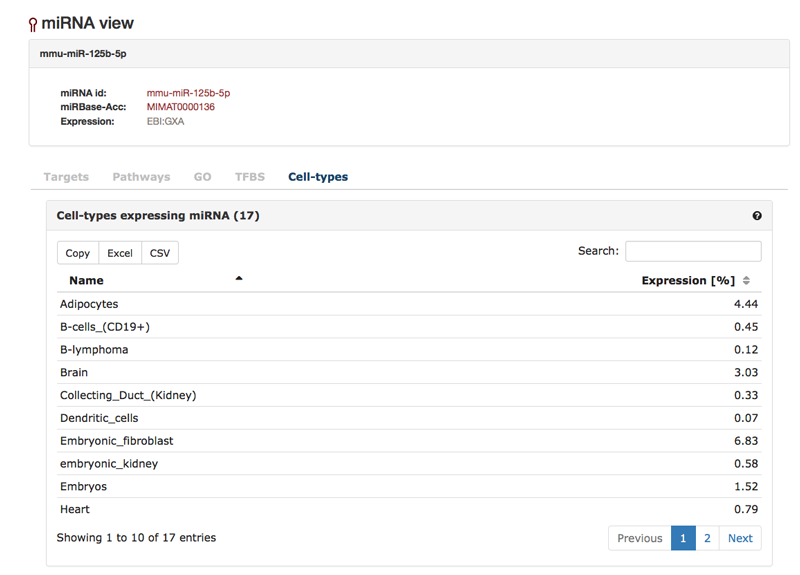 miRNA view
mmu-miR-125b-5p
miRNA id: mmu-miR-125b-5p
miRBase-Acc: MIMAT0000136
Expression: EBI:GXA
Targets Pathways GO TFBS Cell-types
Cell-types expressing miRNA (17) ?
Copy Excel CSV Search:
Name Expression [%]
Adipocytes 4.44
B-cells_(CD19+) 0.45
B-lymphoma 0.12
Brain 3.03
Collecting_Duct_(Kidney) 0.33
Dendritic_cells 0.07
Embryonic_fibroblast 6.83
embryonic_kidney 0.58
Embryos 1.52
Heart 0.79
Showing 1 to 10 of 17 entries Previous 1 2 Next